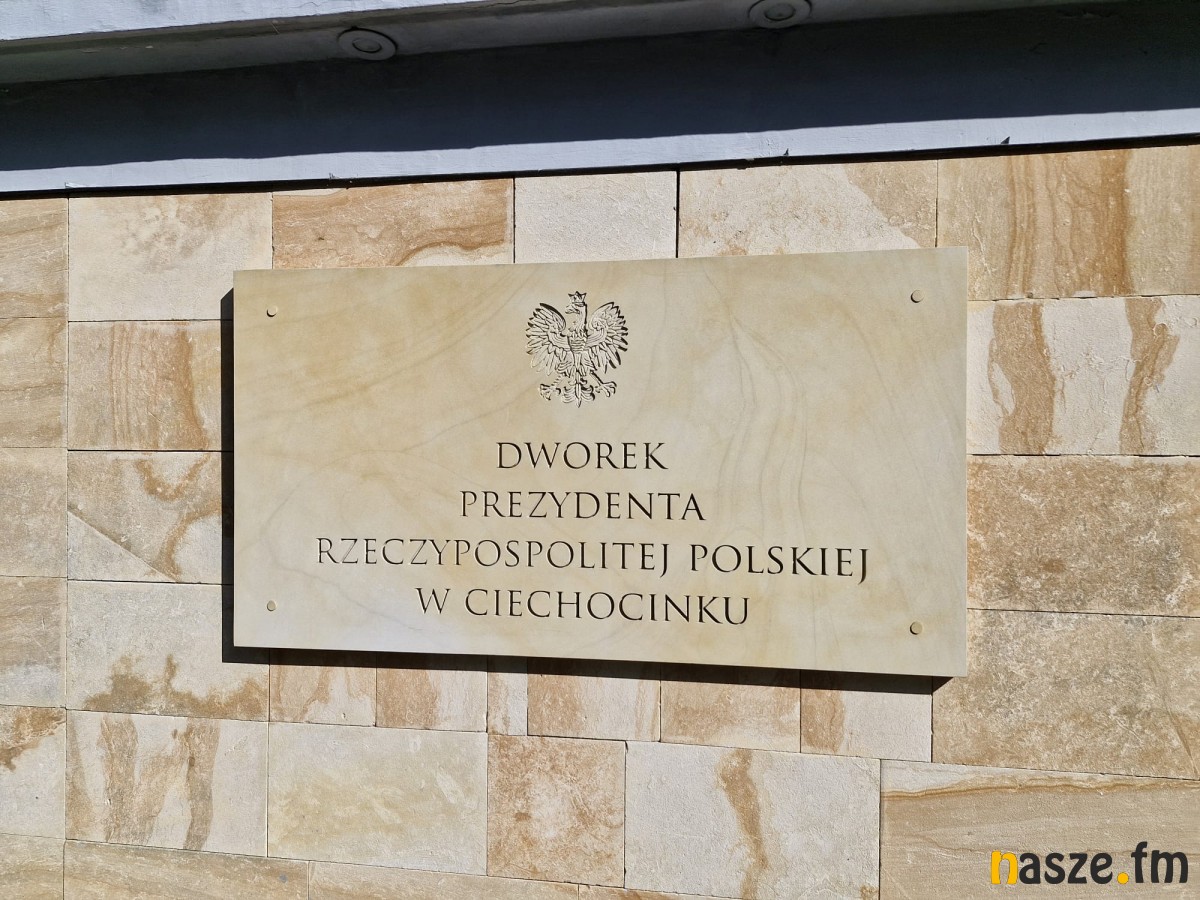 DWOREK
PREZYDENTA
RZECZYPOSPOLITEJ POLSKIEJ
W CIECHOCINKU
nasze.fm